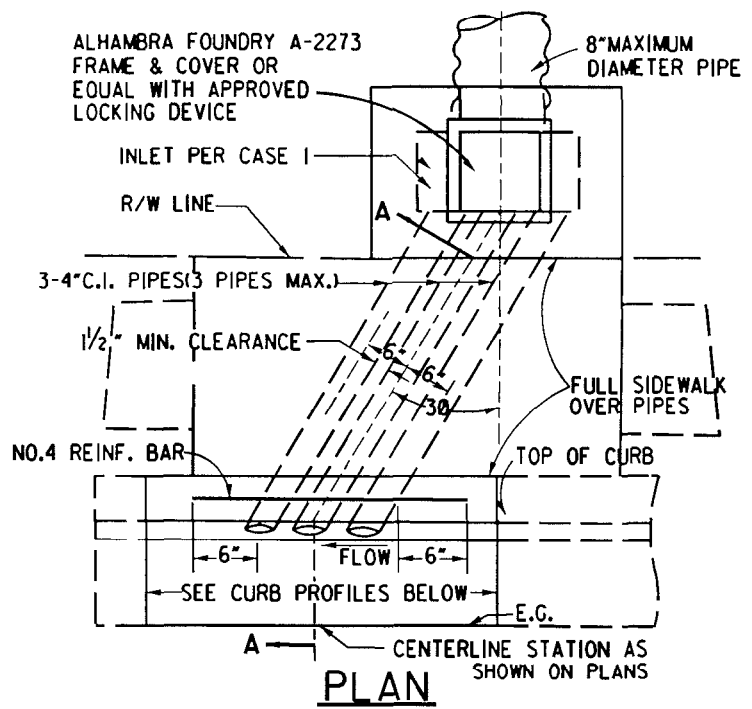 ALHAMBRA FOUNDRY A-2273
FRAME & COVER OR
EQUAL WITH APPROVED
LOCKING DEVICE
8"MAXIMUM
DIAMETER PIPE
INLET PER CASE I
R/W LINE
A
3-4"C.I. PIPES(3 PIPES MAX.)
1 1/2" MIN. CLEARANCE
6"
6"
30
FULL SIDEWALK
OVER PIPES
NO.4 REINF. BAR
TOP OF CURB
6"
FLOW
6"
SEE CURB PROFILES BELOW
E.G.
A
CENTERLINE STATION AS
SHOWN ON PLANS
PLAN